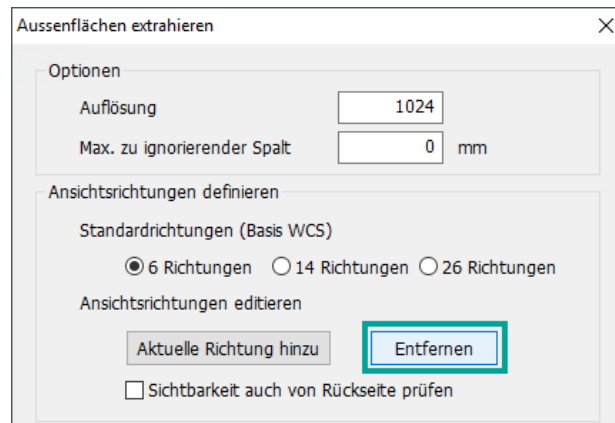 Aussenflächen extrahieren
Optionen
Auflösung 1024
Max. zu ignorierender Spalt 0 mm
Ansichtsrichtungen definieren
Standardrichtungen (Basis WCS)
6 Richtungen 14 Richtungen 26 Richtungen
Ansichtsrichtungen editieren
Aktuelle Richtung hinzu Entfernen
Sichtbarkeit auch von Rückseite prüfen